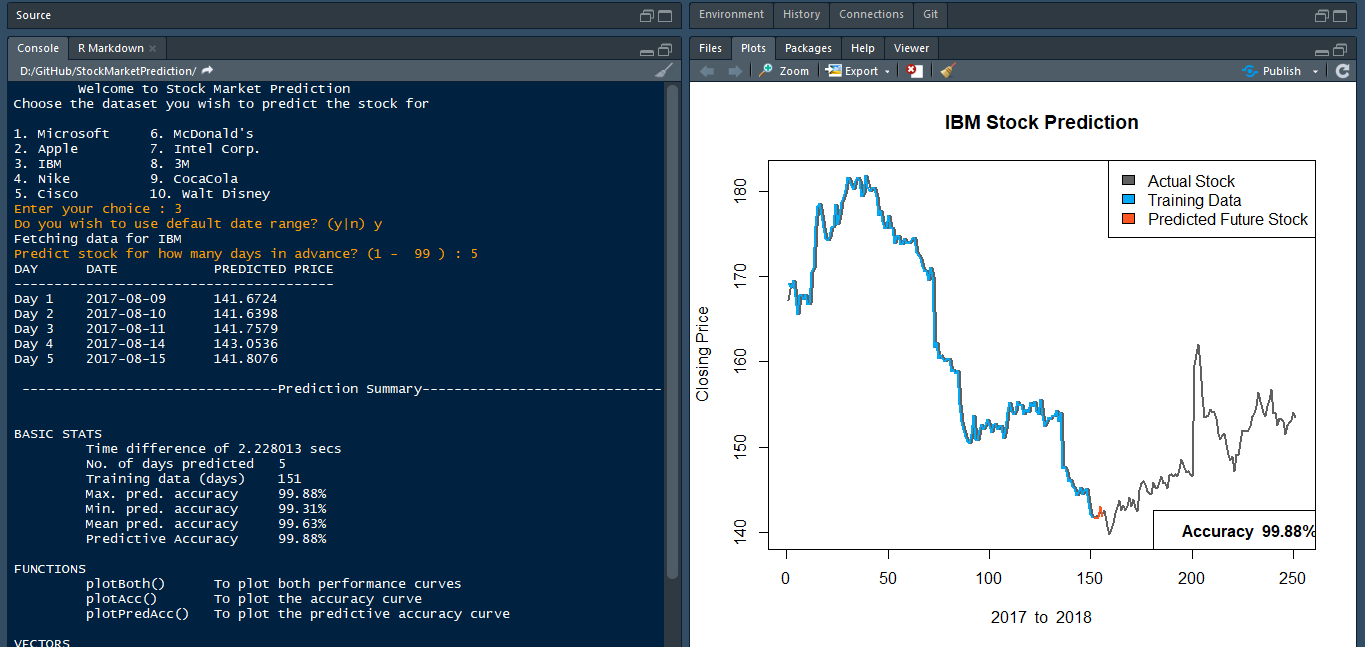 Source
Console R Markdown ×
D:/GitHub/StockMarketPrediction/
Welcome to Stock Market Prediction
Choose the dataset you wish to predict the stock for
1. Microsoft 6. McDonald's
2. Apple 7. Intel Corp.
3. IBM 8. 3M
4. Nike 9. CocaCola
5. Cisco 10. Walt Disney
Enter your choice : 3
Do you wish to use default date range? (y|n) y
Fetching data for IBM
Predict stock for how many days in advance? (1 - 99 ) : 5
DAY DATE PREDICTED PRICE
----------------------------------------
Day 1 2017-08-09 141.6724
Day 2 2017-08-10 141.6398
Day 3 2017-08-11 141.7579
Day 4 2017-08-14 143.0536
Day 5 2017-08-15 141.8076
--------------------------------Prediction Summary------------------------------
BASIC STATS
Time difference of 2.228013 secs
No. of days predicted 5
Training data (days) 151
Max. pred. accuracy 99.88%
Min. pred. accuracy 99.31%
Mean pred. accuracy 99.63%
Predictive Accuracy 99.88%
FUNCTIONS
plotBoth() To plot both performance curves
plotAcc() To plot the accuracy curve
plotPredAcc() To plot the predictive accuracy curve
VECTORS
Environment History Connections Git
Files Plots Packages Help Viewer
Zoom Export Publish
IBM Stock Prediction
Actual Stock
Training Data
Predicted Future Stock
Closing Price
180
170
160
150
140
Accuracy 99.88%
0 50 100 150 200 250
2017 to 2018